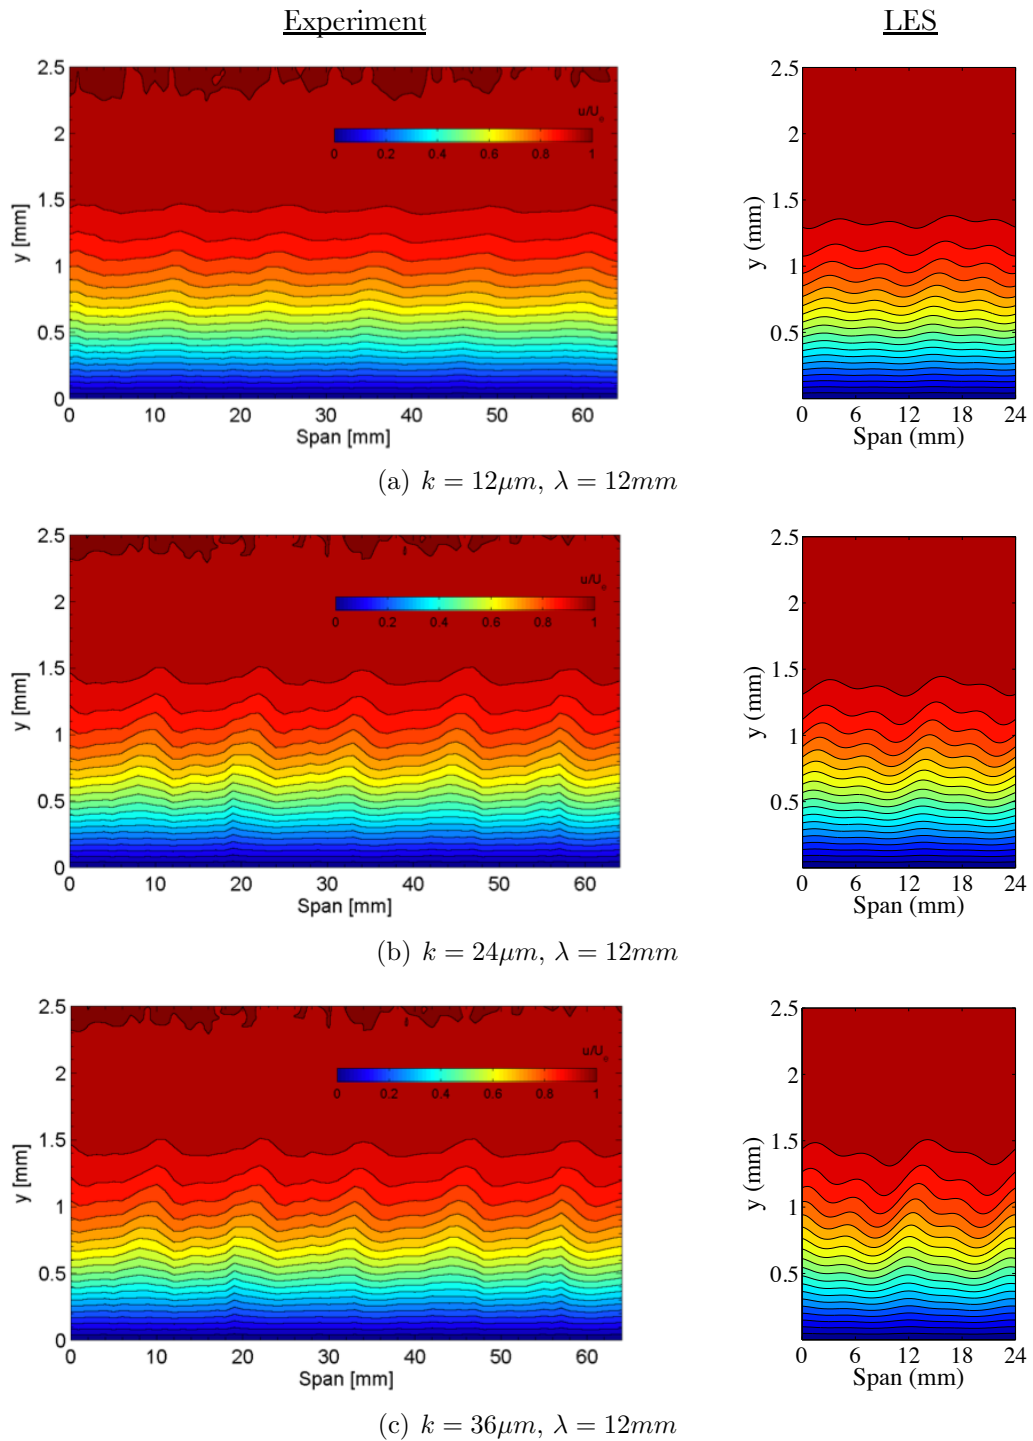 Experiment
LES
2.5
2
1.5
1
0.5
0
y [mm]
u/U
0 0.2 0.4 0.6 0.8 1
0 10 20 30 40 50 60
Span [mm]
2.5
2
1.5
1
0.5
y (mm)
0 6 12 18 24
Span (mm)
(a) k = 12μm, λ = 12mm
2.5
2
1.5
1
0.5
0
y [mm]
u/U
0 0.2 0.4 0.6 0.8 1
0 10 20 30 40 50 60
Span [mm]
2.5
2
1.5
1
0.5
y (mm)
0 6 12 18 24
Span (mm)
(b) k = 24μm, λ = 12mm
2.5
2
1.5
1
0.5
0
y [mm]
u/U
0 0.2 0.4 0.6 0.8 1
0 10 20 30 40 50 60
Span [mm]
2.5
2
1.5
1
0.5
y (mm)
0 6 12 18 24
Span (mm)
(c) k = 36μm, λ = 12mm